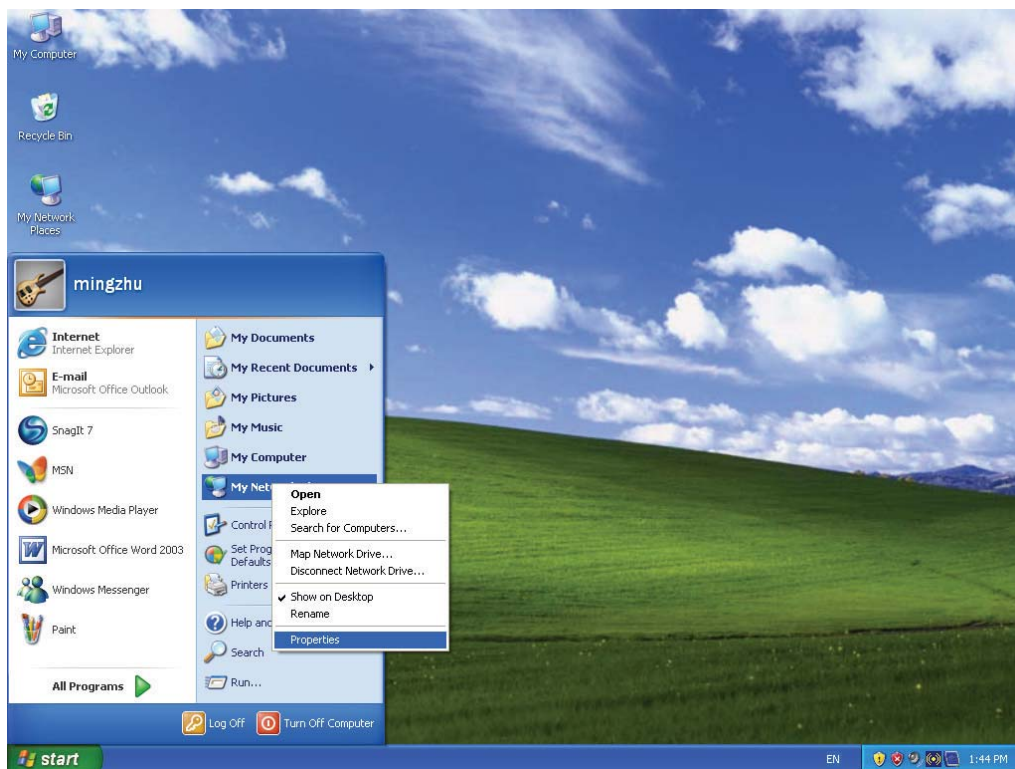 My Computer
Recycle Bin
My Network
Places
mingzhu
Internet
Internet Explorer
E-mail
Microsoft Office Outlook
SnagIt 7
MSN
Windows Media Player
Microsoft Office Word 2003
Windows Messenger
Paint
All Programs
My Documents
My Recent Documents
My Pictures
My Music
My Computer
My Net
Control
Set Prog
Defaults
Printers
Help and
Search
Run...
Open
Explore
Search for Computers...
Map Network Drive...
Disconnect Network Drive...
Show on Desktop
Rename
Properties
Log Off
Turn Off Computer
start
EN
1:44 PM